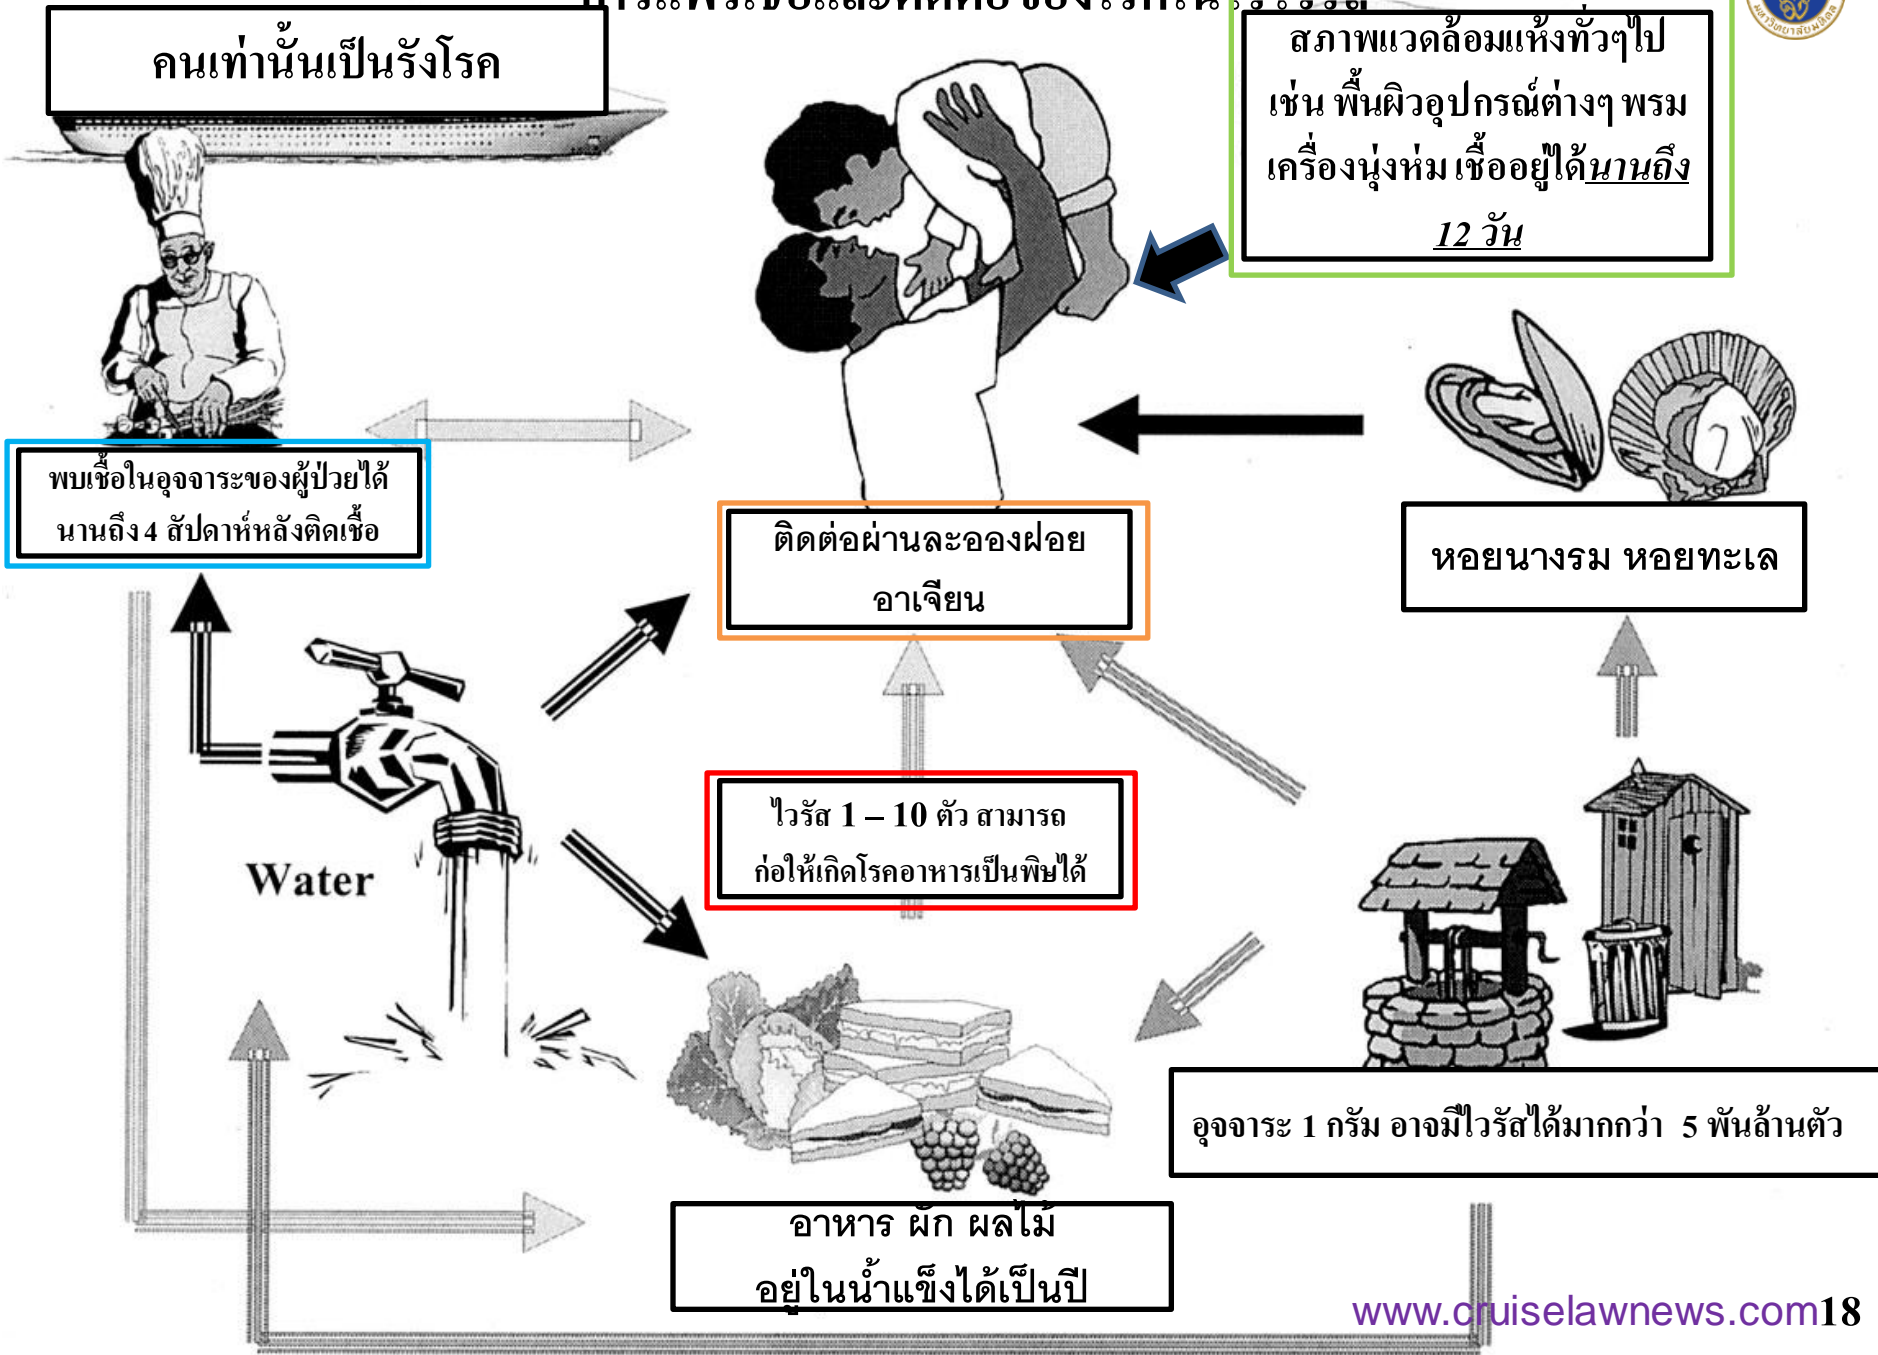 คนเท่านั้นเป็นรังโรค
สภาพแวดล้อมแห้งทั่วๆไป
เช่น พื้นผิวอุปกรณ์ต่างๆ พรม
เครื่องนุ่งห่ม เชื้ออยู่ได้นานถึง
12 วัน
พบเชื้อในอุจจาระของผู้ป่วยได้
นานถึง 4 สัปดาห์หลังติดเชื้อ
ติดต่อผ่านละอองฝอย
อาเจียน
หอยนางรม หอยทะเล
ไวรัส 1 – 10 ตัว สามารถ
ก่อให้เกิดโรคอาหารเป็นพิษได้
Water
อุจจาระ 1 กรัม อาจมีไวรัสได้มากกว่า 5 พันล้านตัว
อาหาร ผัก ผลไม้
อยู่ในน้ำแข็งได้เป็นปี
www.cruiselawnews.com18